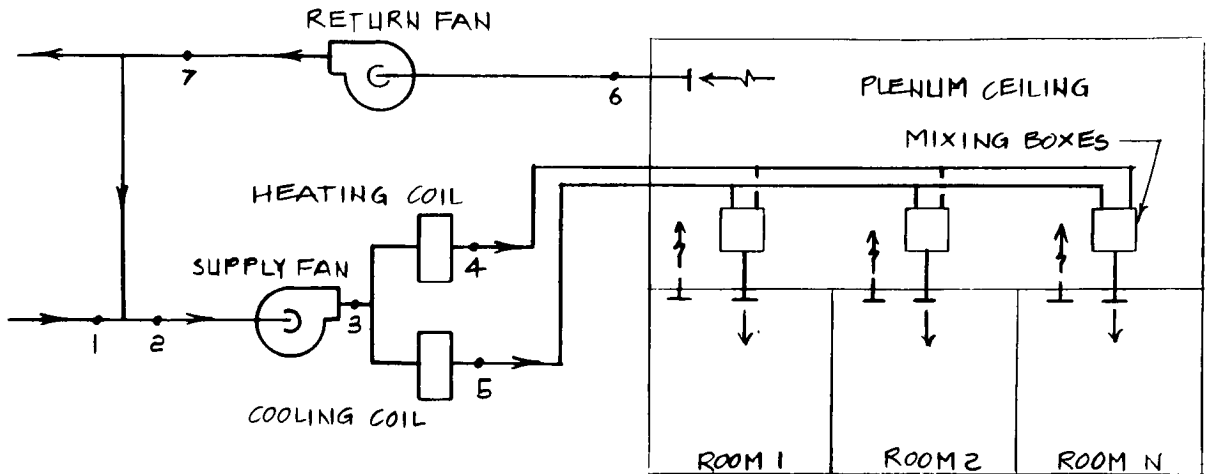 RETURN FAN
7
6
PLENUM CEILING
MIXING BOXES
HEATING COIL
4
SUPPLY FAN
3
1
2
5
COOLING COIL
ROOM 1
ROOM 2
ROOM N